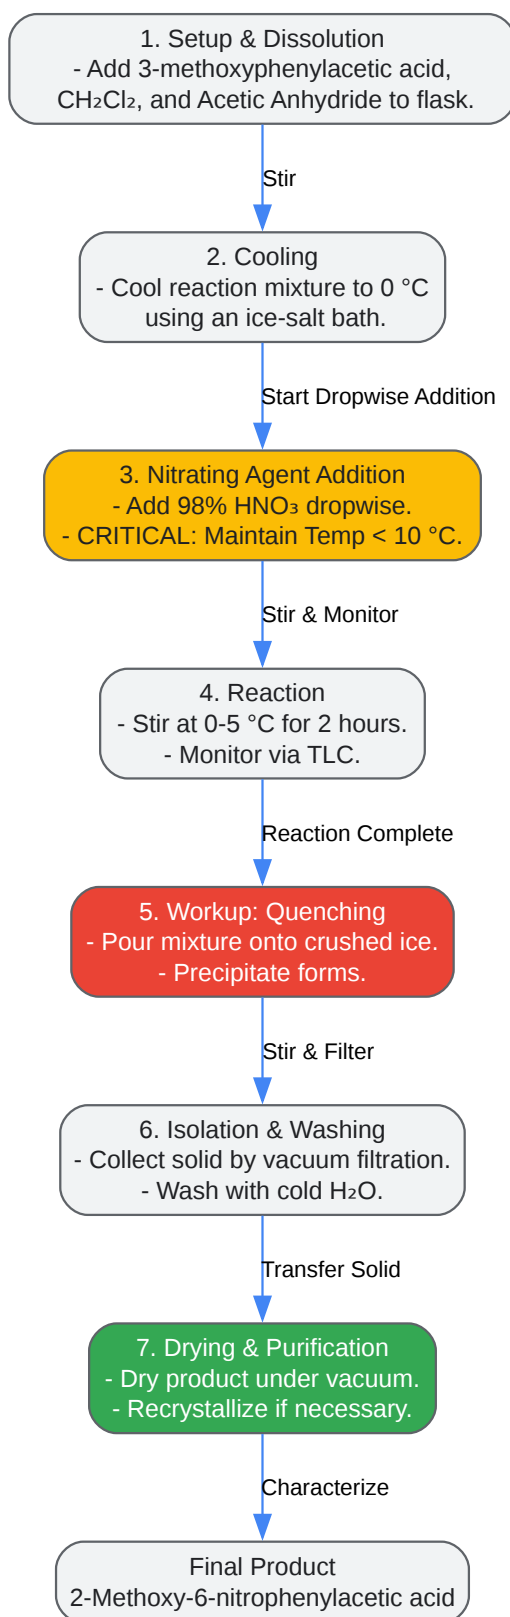 1. Setup & Dissolution
- Add 3-methoxyphenylacetic acid,
CH₂Cl₂, and Acetic Anhydride to flask.
Stir
2. Cooling
- Cool reaction mixture to 0 °C
using an ice-salt bath.
Start Dropwise Addition
3. Nitrating Agent Addition
- Add 98% HNO₃ dropwise.
- CRITICAL: Maintain Temp < 10 °C.
Stir & Monitor
4. Reaction
- Stir at 0-5 °C for 2 hours.
- Monitor via TLC.
Reaction Complete
5. Workup: Quenching
- Pour mixture onto crushed ice.
- Precipitate forms.
Stir & Filter
6. Isolation & Washing
- Collect solid by vacuum filtration.
- Wash with cold H₂O.
Transfer Solid
7. Drying & Purification
- Dry product under vacuum.
- Recrystallize if necessary.
Characterize
Final Product
2-Methoxy-6-nitrophenylacetic acid